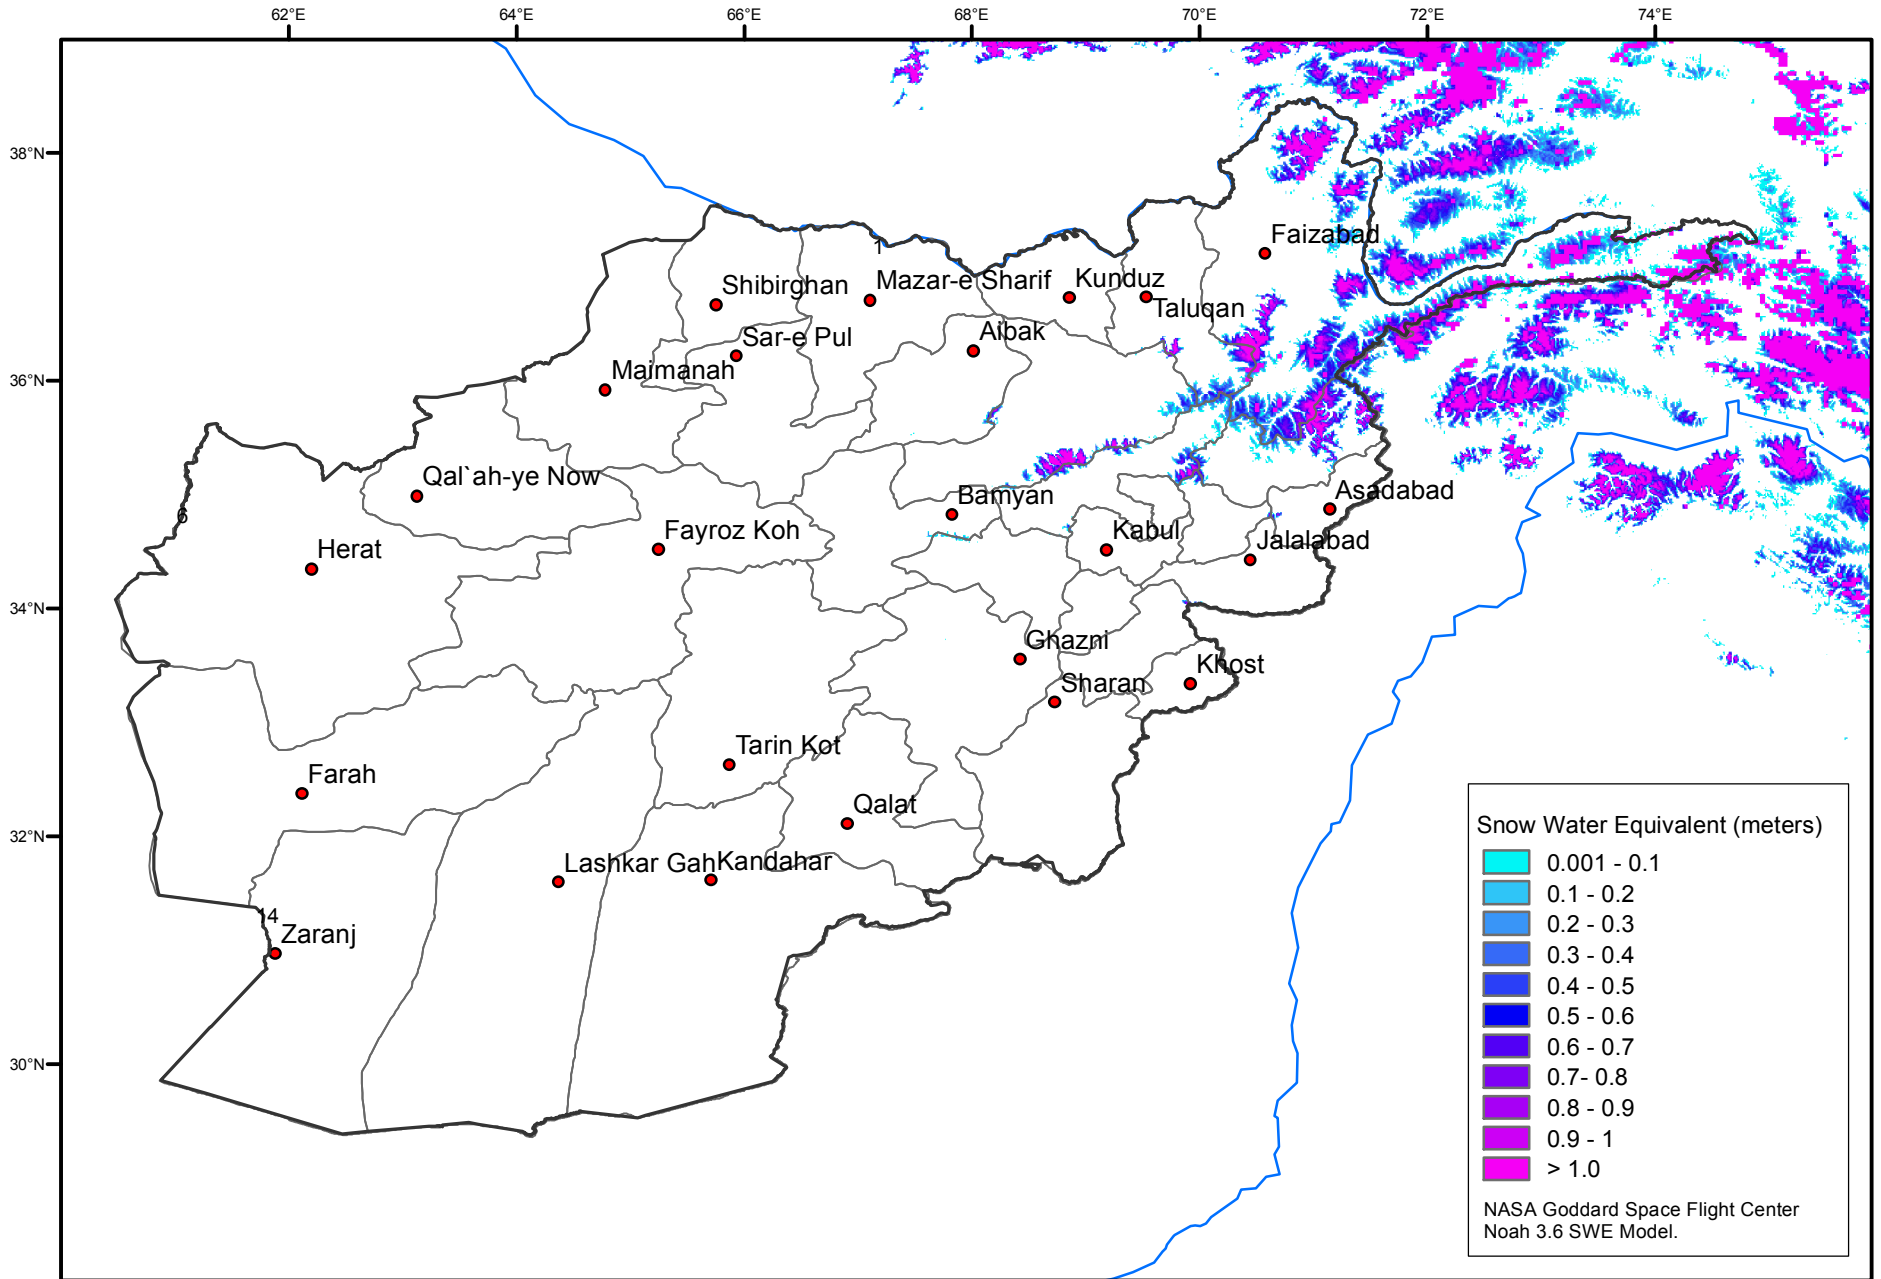 62°E 64°E 66°E 68°E 70°E 72°E 74°E
38°N
36°N
34°N
32°N
30°N
1
Faizabad
Shibirghan
Mazar-e Sharif
Kunduz
Taluqan
Sar-e Pul
Aibak
Maimanah
Qal`ah-ye Now
6
Bamyan
Asadabad
Herat
Fayroz Koh
Kabul
Jalalabad
Ghazni
Khost
Sharan
Tarin Kot
Farah
Qalat
Lashkar Gah
Kandahar
14
Zaranj
Snow Water Equivalent (meters)
0.001 - 0.1
0.1 - 0.2
0.2 - 0.3
0.3 - 0.4
0.4 - 0.5
0.5 - 0.6
0.6 - 0.7
0.7- 0.8
0.8 - 0.9
0.9 - 1
> 1.0
NASA Goddard Space Flight Center
Noah 3.6 SWE Model.